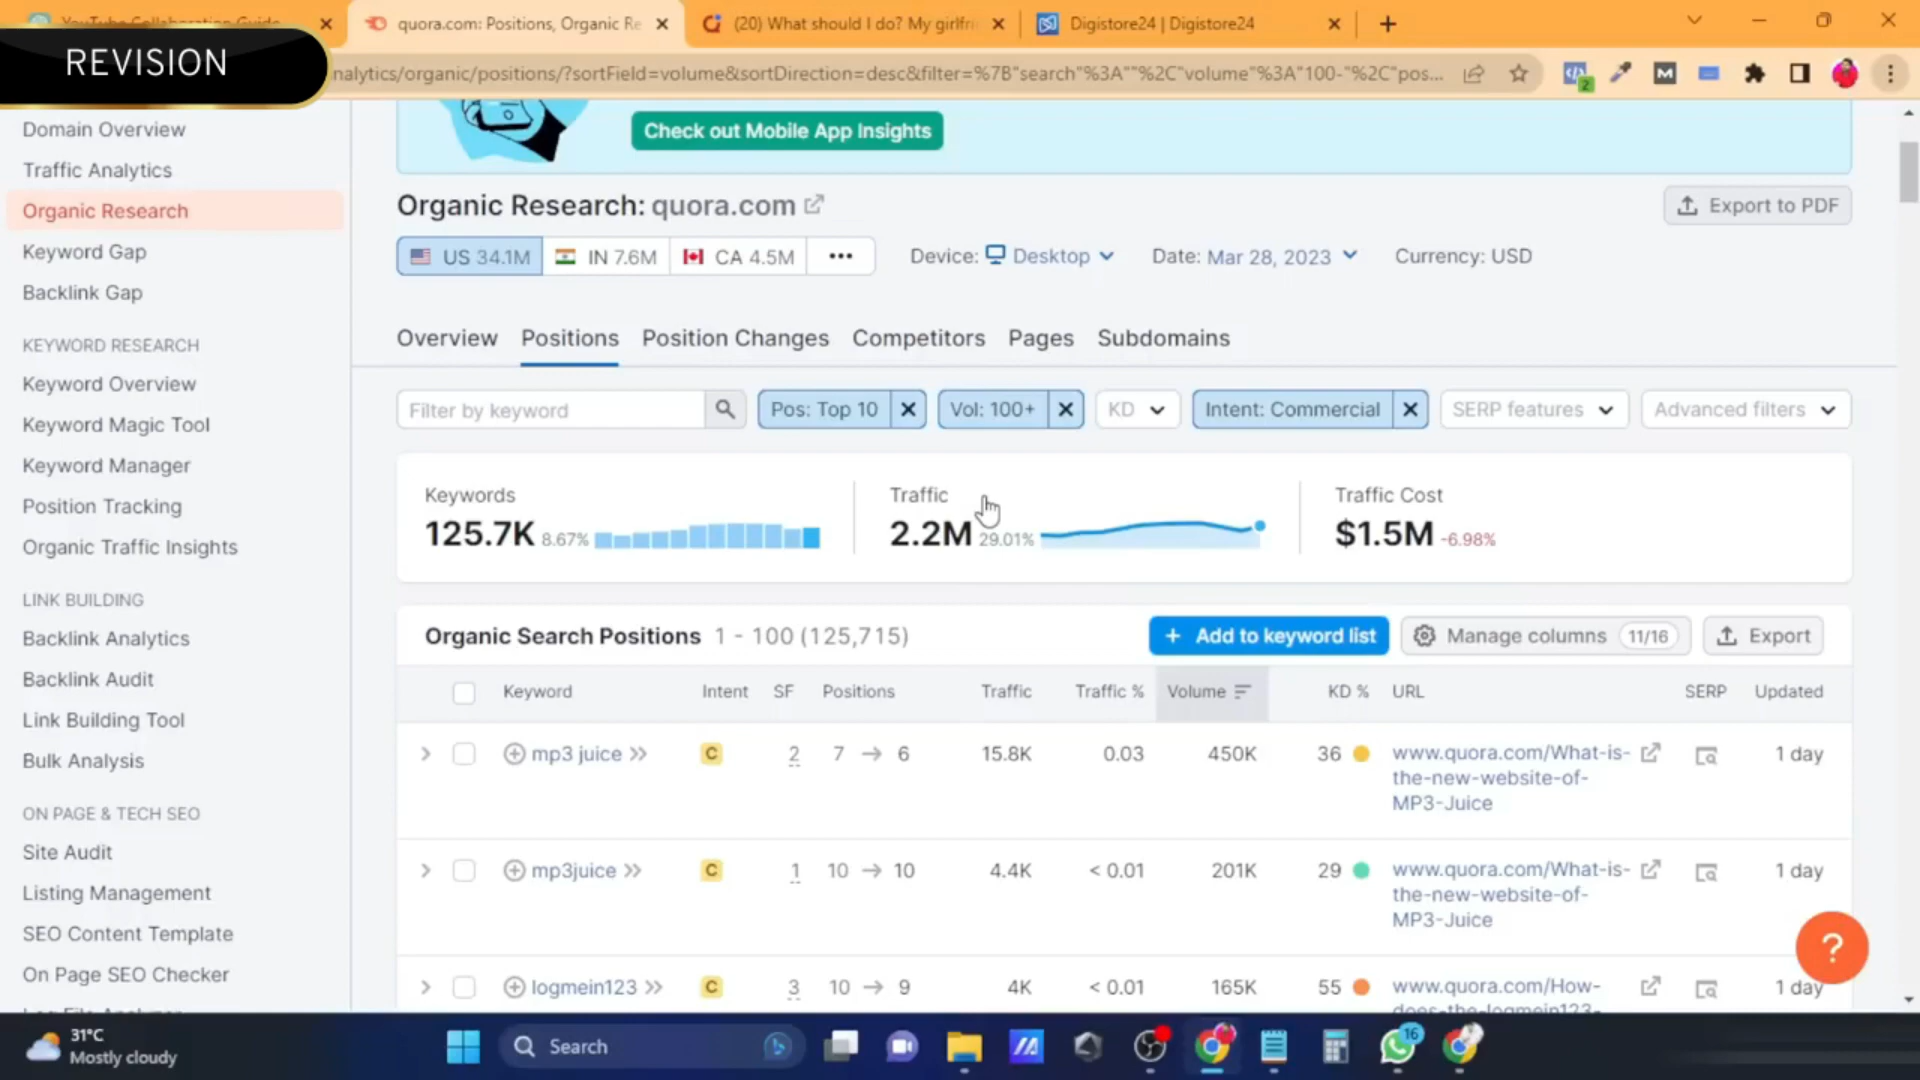 YouTube Collaboration Guide
quora.com: Positions, Organic Re
(20) What should I do? My girlfri
Digistore24 | Digistore24
REVISION
nalytics/organic/positions/?sortField=volume&sortDirection=desc&filter=%7B"search"%3A""%2C"volume"%3A"100-"%2C"pos...
2
Domain Overview
Traffic Analytics
Organic Research
Keyword Gap
Backlink Gap
KEYWORD RESEARCH
Keyword Overview
Keyword Magic Tool
Keyword Manager
Position Tracking
Organic Traffic Insights
LINK BUILDING
Backlink Analytics
Backlink Audit
Link Building Tool
Bulk Analysis
ON PAGE & TECH SEO
Site Audit
Listing Management
SEO Content Template
On Page SEO Checker
Check out Mobile App Insights
Organic Research: quora.com
Export to PDF
US 34.1M
IN 7.6M
CA 4.5M
Device: Desktop
Date: Mar 28, 2023
Currency: USD
Overview Positions Position Changes Competitors Pages Subdomains
Filter by keyword
Pos: Top 10
Vol: 100+
KD
Intent: Commercial
SERP features
Advanced filters
Keywords
125.7K 8.67%
Traffic
2.2M 29.01%
Traffic Cost
$1.5M -6.98%
Organic Search Positions 1 - 100 (125,715)
+ Add to keyword list
Manage columns 11/16
Export
Keyword Intent SF Positions Traffic Traffic % Volume KD % URL SERP Updated
mp3 juice C 2 7 → 6 15.8K 0.03 450K 36 www.quora.com/What-is-
the-new-website-of-
MP3-Juice
1 day
mp3juice C 1 10 → 10 4.4K < 0.01 201K 29 www.quora.com/What-is-
the-new-website-of-
MP3-Juice
1 day
logmein123 C 3 10 → 9 4K < 0.01 165K 55 www.quora.com/How-
does-the-logmein123-
1 day
?
31°C
Mostly cloudy
Search
16